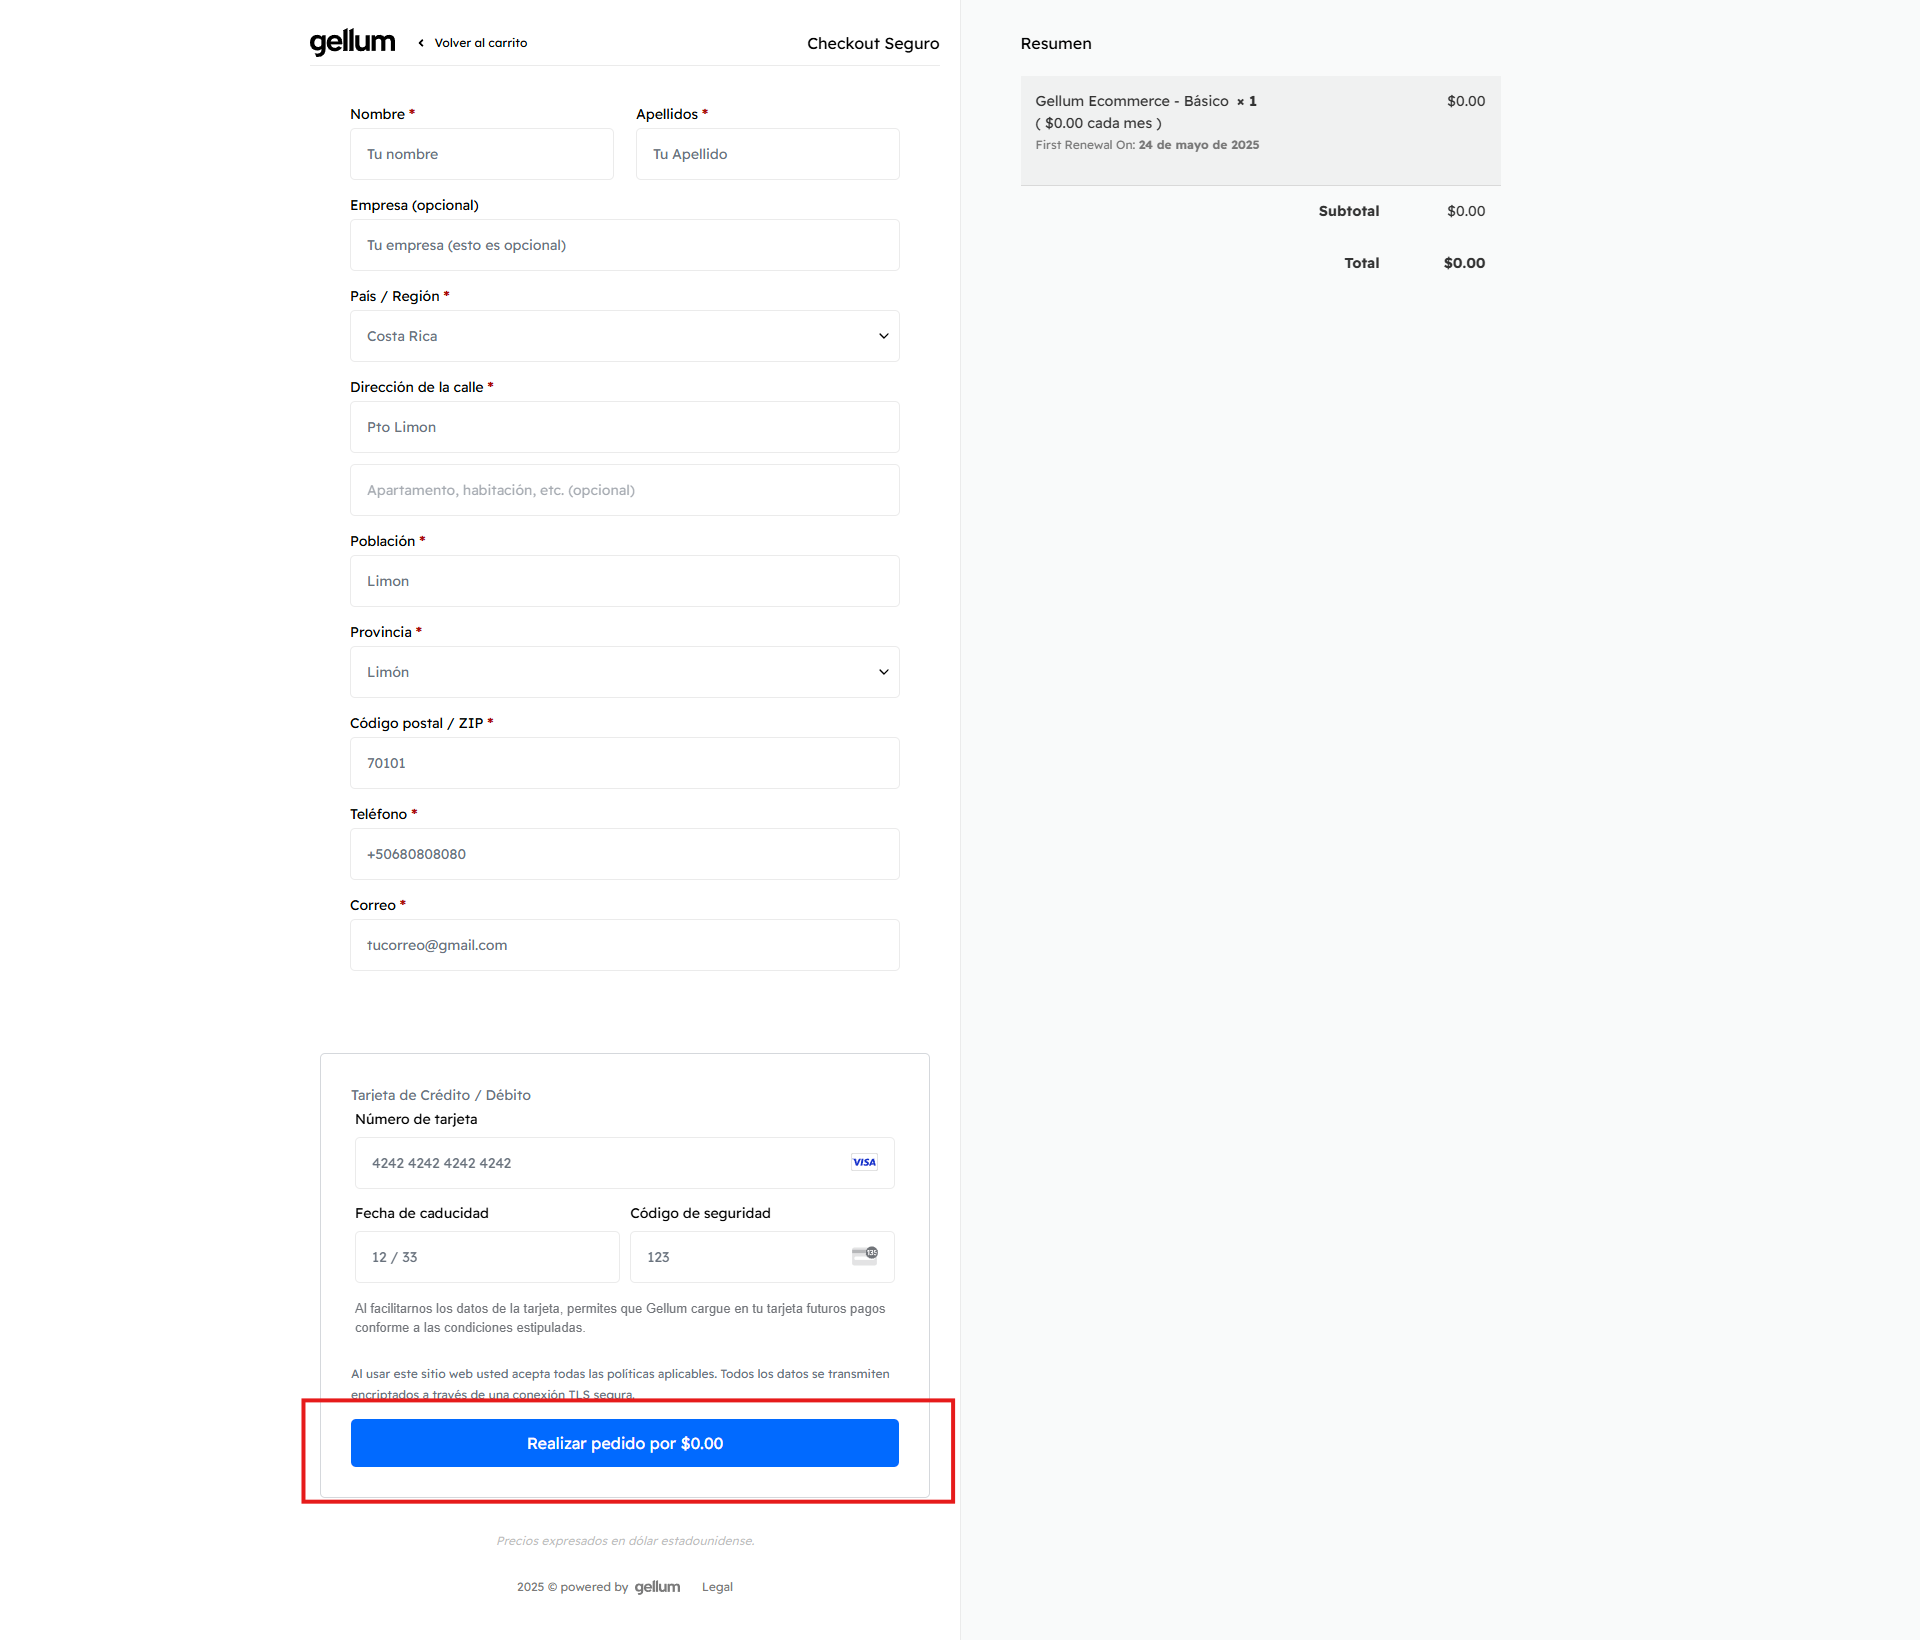 gellum
Volver al carrito
Checkout Seguro
Nombre *
Apellidos *
Tu nombre
Tu Apellido
Empresa (opcional)
Tu empresa (esto es opcional)
País / Región *
Costa Rica
Dirección de la calle *
Pto Limon
Apartamento, habitación, etc. (opcional)
Población *
Limon
Provincia *
Limón
Código postal / ZIP *
70101
Teléfono *
+50680808080
Correo *
tucorreo@gmail.com
Tarjeta de Crédito / Débito
Número de tarjeta
4242 4242 4242 4242
VISA
Fecha de caducidad
Código de seguridad
12 / 33
123
135
Al facilitarnos los datos de la tarjeta, permites que Gellum cargue en tu tarjeta futuros pagos
conforme a las condiciones estipuladas.
Al usar este sitio web usted acepta todas las políticas aplicables. Todos los datos se transmiten
encriptados a través de una conexión TLS segura.
Realizar pedido por $0.00
Precios expresados en dólar estadounidense.
2025 © powered by gellum
Legal
Resumen
Gellum Ecommerce - Básico × 1
$0.00
( $0.00 cada mes )
First Renewal On: 24 de mayo de 2025
Subtotal
$0.00
Total
$0.00